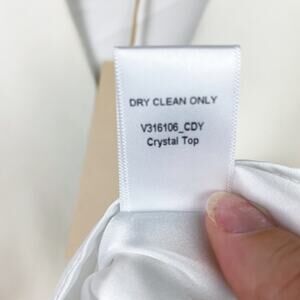 DRY CLEAN ONLY
V316106_CDY
Crystal Top